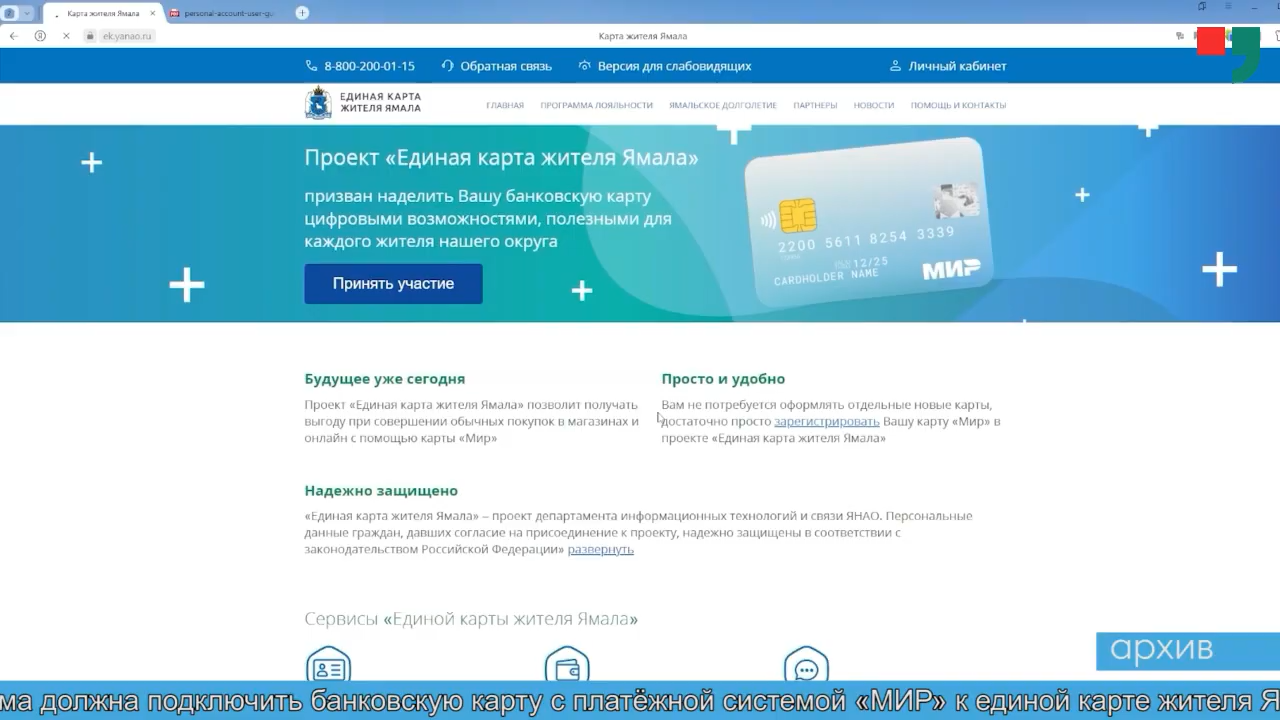 Карта жителя Ямала
personal-account-user-gu
ek.yanao.ru
Карта жителя Ямала
8-800-200-01-15
Обратная связь
Версия для слабовидящих
Личный кабинет
ЕДИНАЯ КАРТА
ЖИТЕЛЯ ЯМАЛА
ГЛАВНАЯ
ПРОГРАММА ЛОЯЛЬНОСТИ
ЯМАЛЬСКОЕ ДОЛГОЛЕТИЕ
ПАРТНЕРЫ
НОВОСТИ
ПОМОЩЬ И КОНТАКТЫ
Проект «Единая карта жителя Ямала»
призван наделить Вашу банковскую карту
цифровыми возможностями, полезными для
каждого жителя нашего округа
Принять участие
2200 5611 8254 3339
12/25
CARDHOLDER NAME
МИР
Будущее уже сегодня
Проект «Единая карта жителя Ямала» позволит получать
выгоду при совершении обычных покупок в магазинах и
онлайн с помощью карты «Мир»
Просто и удобно
Вам не потребуется оформлять отдельные новые карты,
достаточно просто зарегистрировать Вашу карту «Мир» в
проекте «Единая карта жителя Ямала»
Надежно защищено
«Единая карта жителя Ямала» – проект департамента информационных технологий и связи ЯНАО. Персональные
данные граждан, давших согласие на присоединение к проекту, надежно защищены в соответствии с
законодательством Российской Федерации» развернуть
Сервисы «Единой карты жителя Ямала»
архив
ма должна подключить банковскую карту с платёжной системой «МИР» к единой карте жителя Я